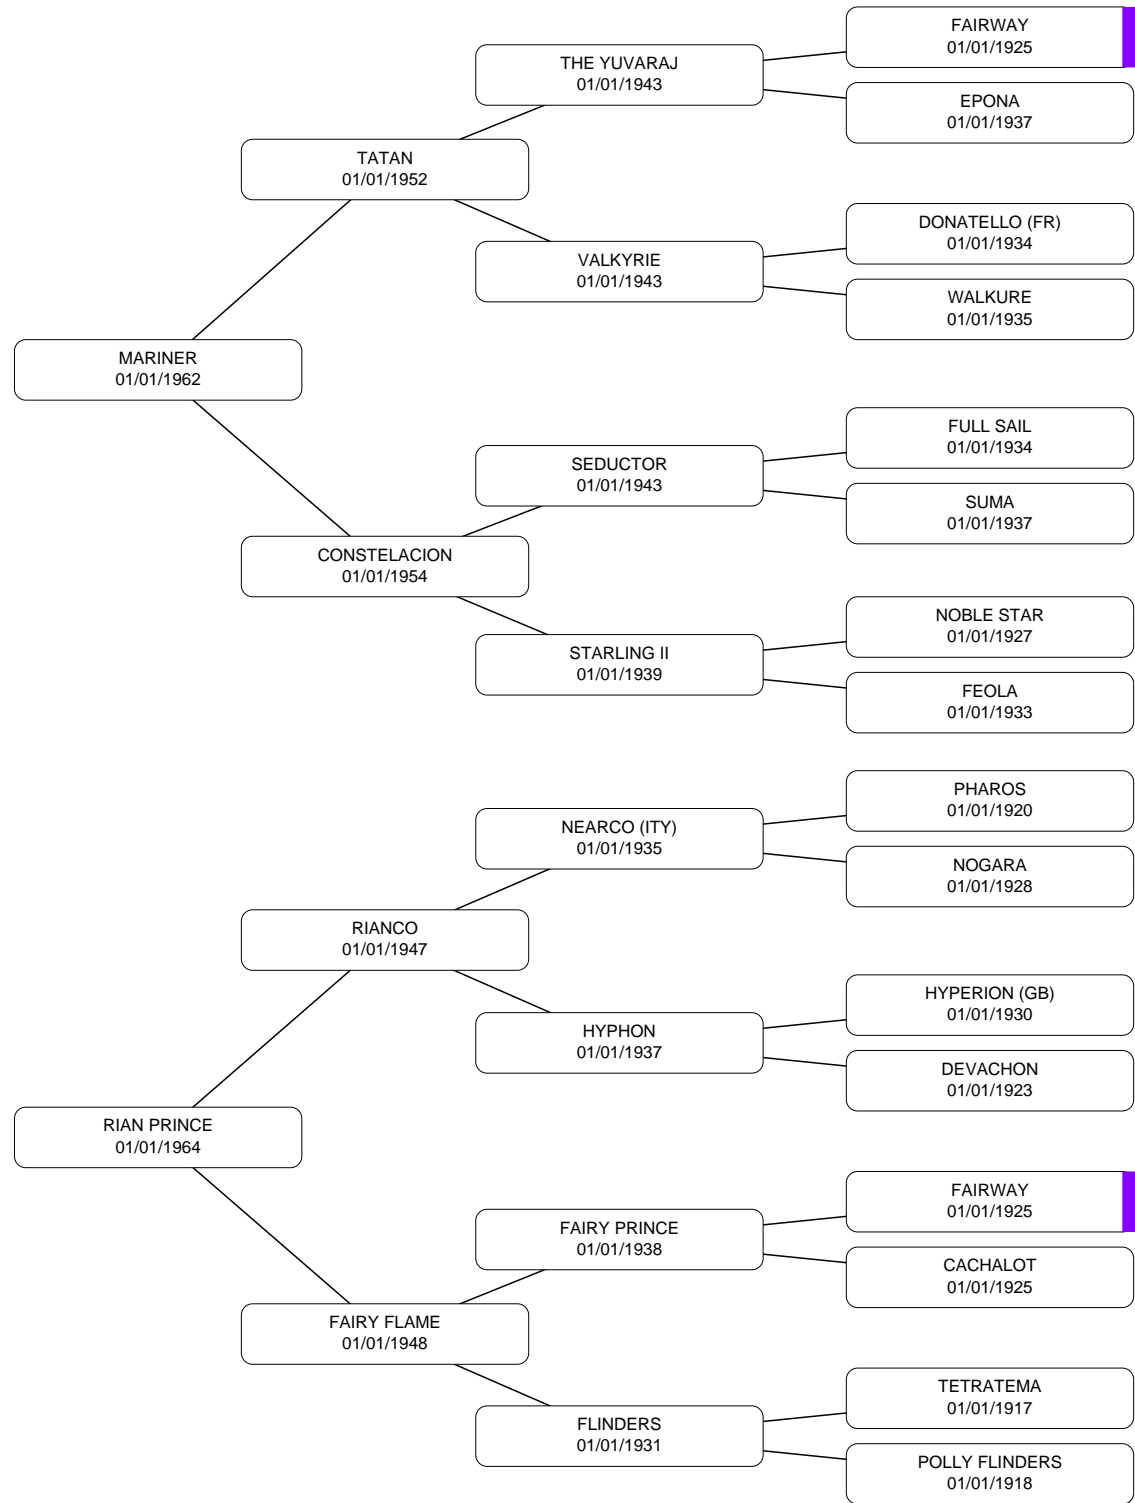 FAIRWAY
01/01/1925
THE YUVARAJ
01/01/1943
EPONA
01/01/1937
TATAN
01/01/1952
DONATELLO (FR)
01/01/1934
VALKYRIE
01/01/1943
WALKURE
01/01/1935
MARINER
01/01/1962
FULL SAIL
01/01/1934
SEDUCTOR
01/01/1943
SUMA
01/01/1937
CONSTELACION
01/01/1954
NOBLE STAR
01/01/1927
STARLING II
01/01/1939
FEOLA
01/01/1933
PHAROS
01/01/1920
NEARCO (ITY)
01/01/1935
NOGARA
01/01/1928
RIANCO
01/01/1947
HYPERION (GB)
01/01/1930
HYPHON
01/01/1937
DEVACHON
01/01/1923
RIAN PRINCE
01/01/1964
FAIRWAY
01/01/1925
FAIRY PRINCE
01/01/1938
CACHALOT
01/01/1925
FAIRY FLAME
01/01/1948
TETRATEMA
01/01/1917
FLINDERS
01/01/1931
POLLY FLINDERS
01/01/1918